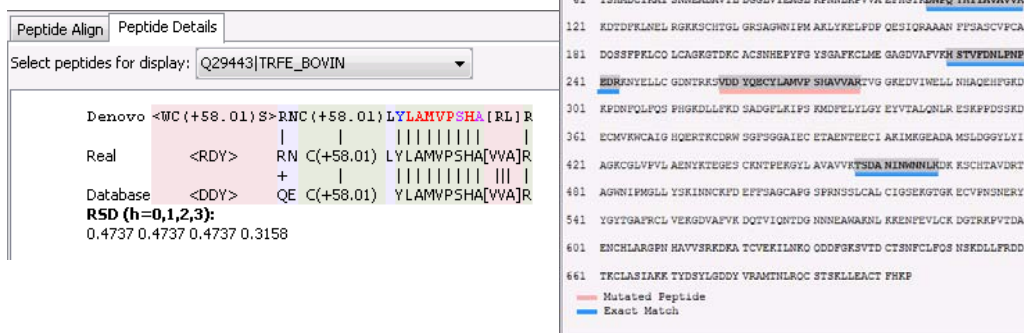 Peptide Align Peptide Details
Select peptides for display: Q29443|TRFE_BOVIN
Denovo <WC(+58.01)S>RNC(+58.01)LYLAMVPSHA[RL]R
| | ||||||||| |
Real <RDY> RN C(+58.01) LYLAMVPSHA[VVA]R
+ | ||||||||| ||| |
Database <DDY> QE C(+58.01) YLAMVPSHA[VVA]R
RSD (h=0,1,2,3):
0.4737 0.4737 0.4737 0.3158
121 KDTDFKLNEL RGKKSCHTGL GRSAGWNIPM AKLYKELPDP QESIQRAAAN FFSASCVPCA
181 DQSSFPKLCQ LCAGKGTDKC ACSNHEPYFG YSGAFKCLME GAGDVAFVKH STVFDNLPNP
241 EDRKNYELLC GDNTRKSVDD YQECYLAMVP SHAVVARTVG GKEDVIWELL NHAQEHFGKD
301 KPDNFQLFQS PHGKDLLFKD SADGFLKIPS KMDFELYLGY EYVTALQNLR ESKPPDSSKD
361 ECMVKWCAIG HQERTKCDRW SGFSGGAIEC ETAENTEECI AKIMKGEADA MSLDGGYLYI
421 AGKCGLVPVL AENYKTEGES CKNTPEKGYL AVAVVKTSDA NINWNNLKDK KSCHTAVDRT
481 AGWNIPMGLL YSKINNCKFD EFFSAGCAPG SPRNSSLCAL CIGSEKGTGK ECVPNSNERY
541 YGYTGAFRCL VEKGDVAFVK DQTVIQNTDG NNNEAWAKNL KKENFEVLCK DGTRKPVTDA
601 ENCHLARGPN HAVVSRKDKA TCVEKILNKQ QDDFGKSVTD CTSNFCLFQS NSKDLLFRDD
661 TKCLASIAKK TYDSYLGDDY VRAMTNLRQC STSKLLEACT FHKP
Mutated Peptide
Exact Match